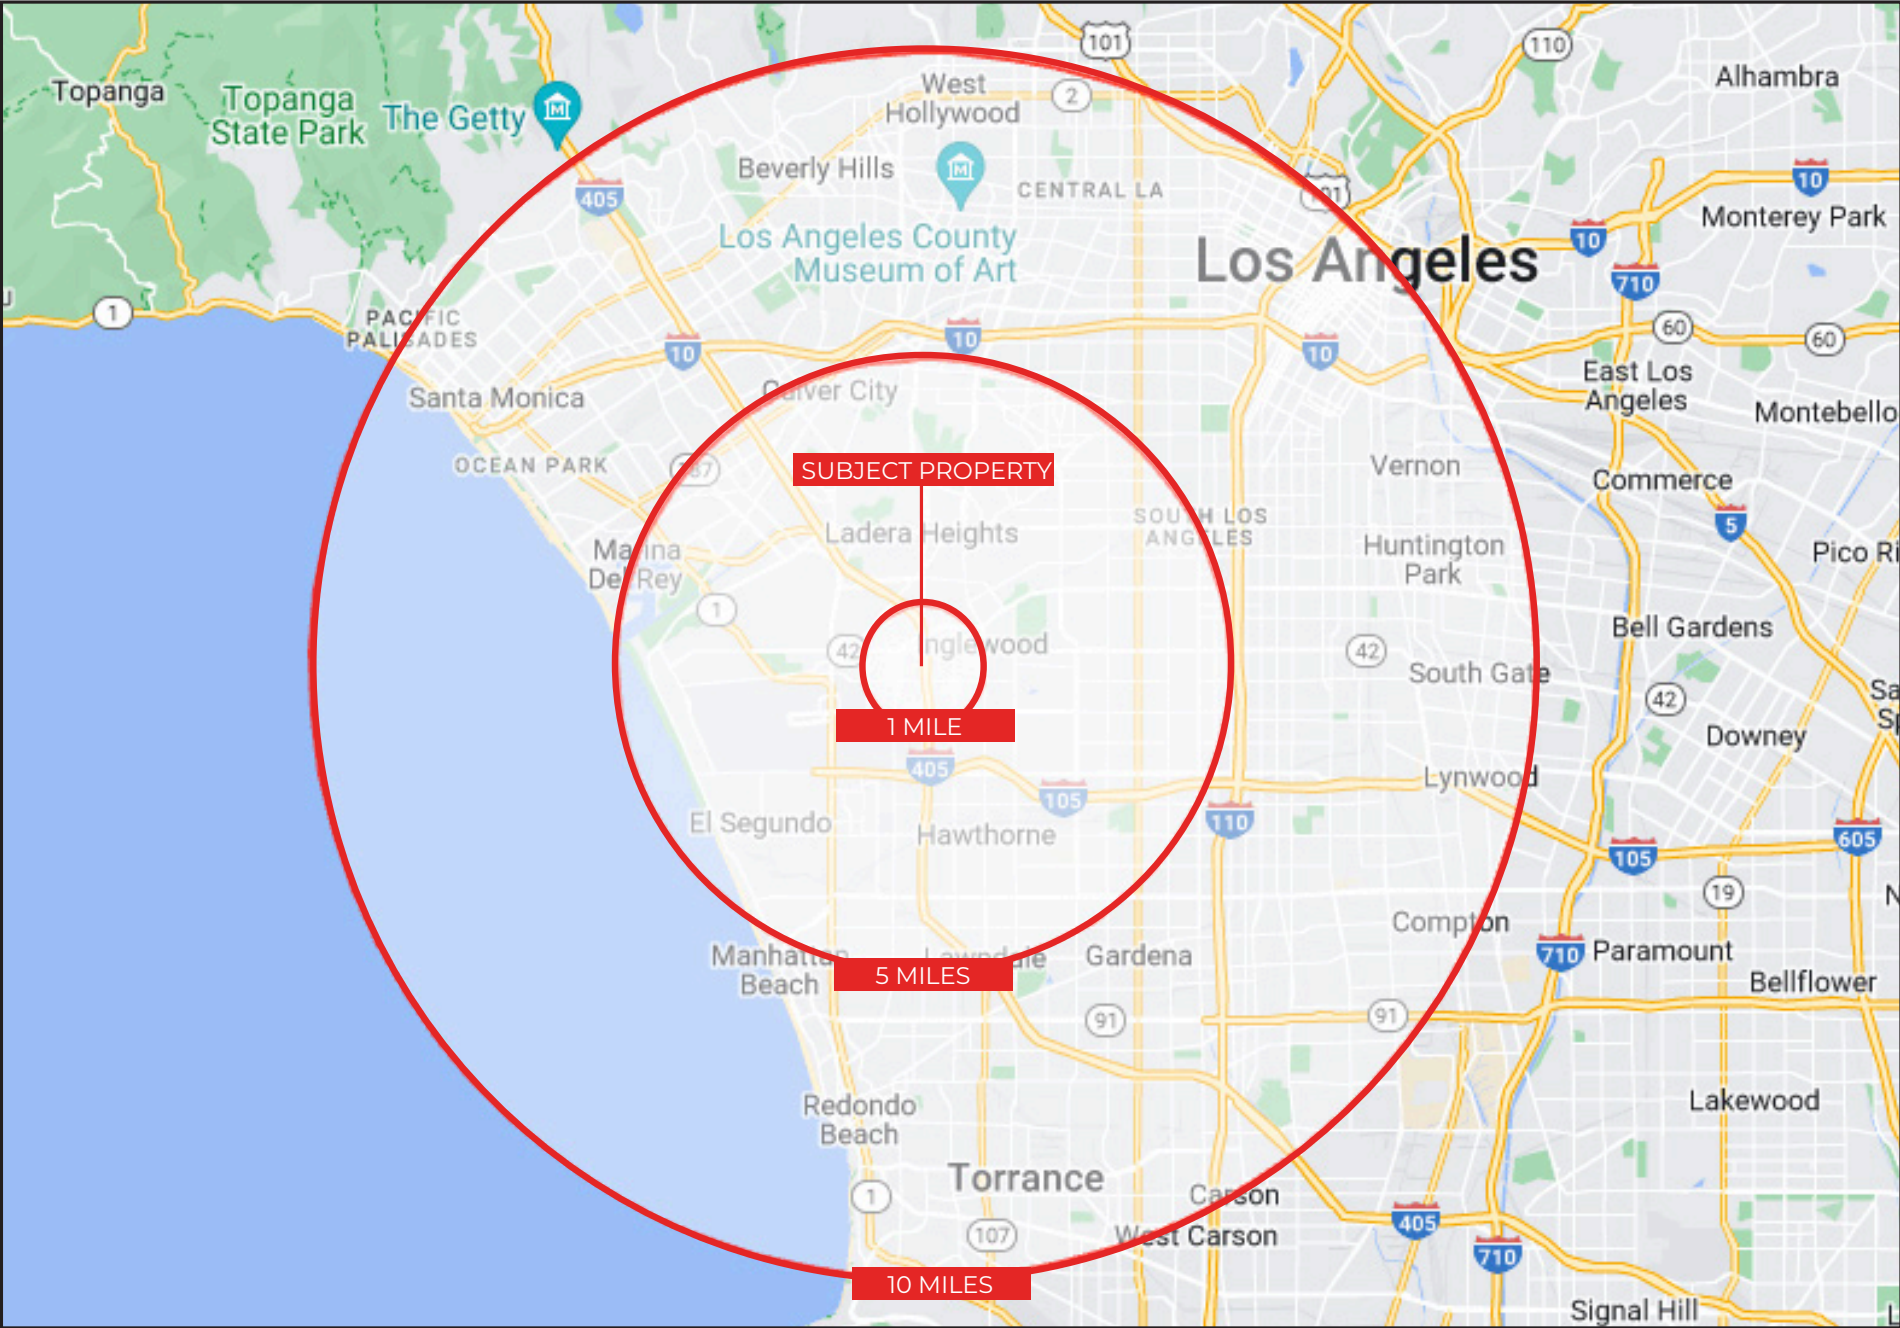 101
110
Topanga
Alhambra
West
Hollywood
2
Topanga
State Park
The Getty
Beverly Hills
CENTRAL LA
405
10
Monterey Park
Los Angeles County
Museum of Art
10
Los Angeles
710
1
PACIFIC
PALISADES
10
10
10
60
60
East Los
Angeles
Culver City
Santa Monica
Montebello
OCEAN PARK
SUBJECT PROPERTY
Vernon
Commerce
5
SOUTH LOS
ANGELES
Ladera Heights
Huntington
Park
Marina
Del Rey
Pico Ri
1
42
Inglewood
42
Bell Gardens
South Gate
42
1 MILE
Downey
405
105
Lynwood
110
El Segundo
Hawthorne
105
605
19
Compton
Manhattan
Beach
Lawndale
Gardena
710
Paramount
5 MILES
Bellflower
91
91
Redondo
Beach
Lakewood
Torrance
1
Carson
107
West Carson
405
710
10 MILES
Signal Hill